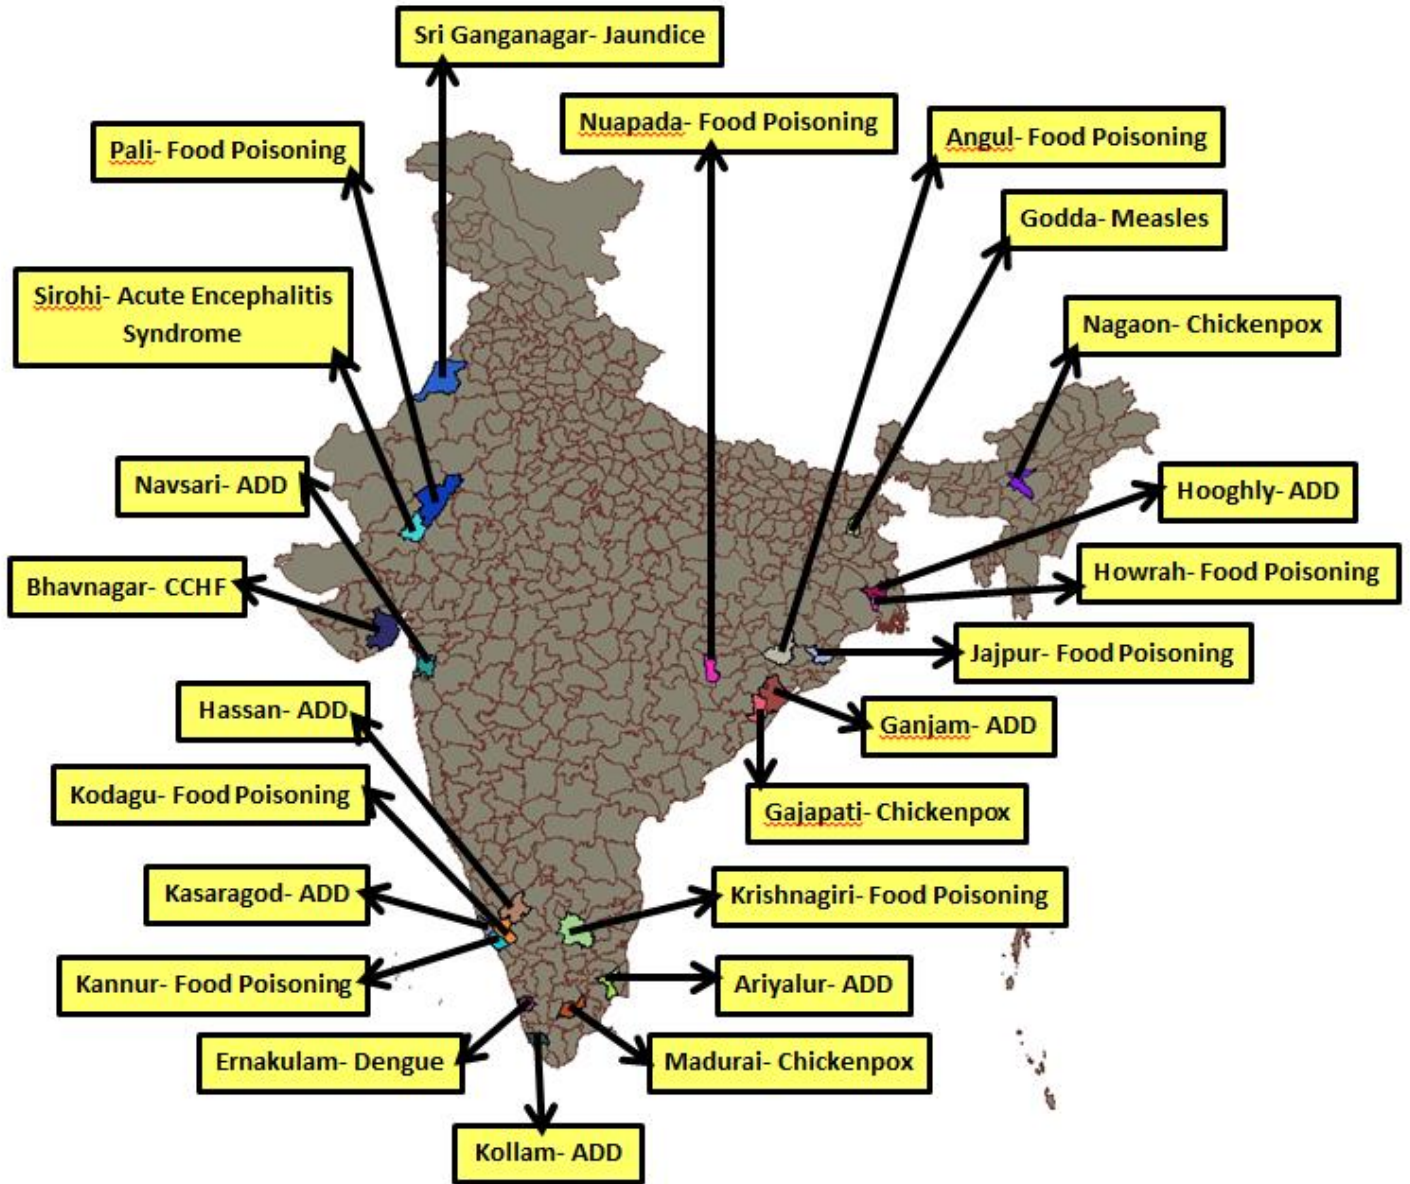 Sri Ganganagar- Jaundice
Nuapada- Food Poisoning
Angul- Food Poisoning
Pali- Food Poisoning
Godda- Measles
Sirohi- Acute Encephalitis
Syndrome
Nagaon- Chickenpox
Navsari- ADD
Hooghly- ADD
Bhavnagar- CCHF
Howrah- Food Poisoning
Jajpur- Food Poisoning
Hassan- ADD
Ganjam- ADD
Kodagu- Food Poisoning
Gajapati- Chickenpox
Kasaragod- ADD
Krishnagiri- Food Poisoning
Kannur- Food Poisoning
Ariyalur- ADD
Ernakulam- Dengue
Madurai- Chickenpox
Kollam- ADD